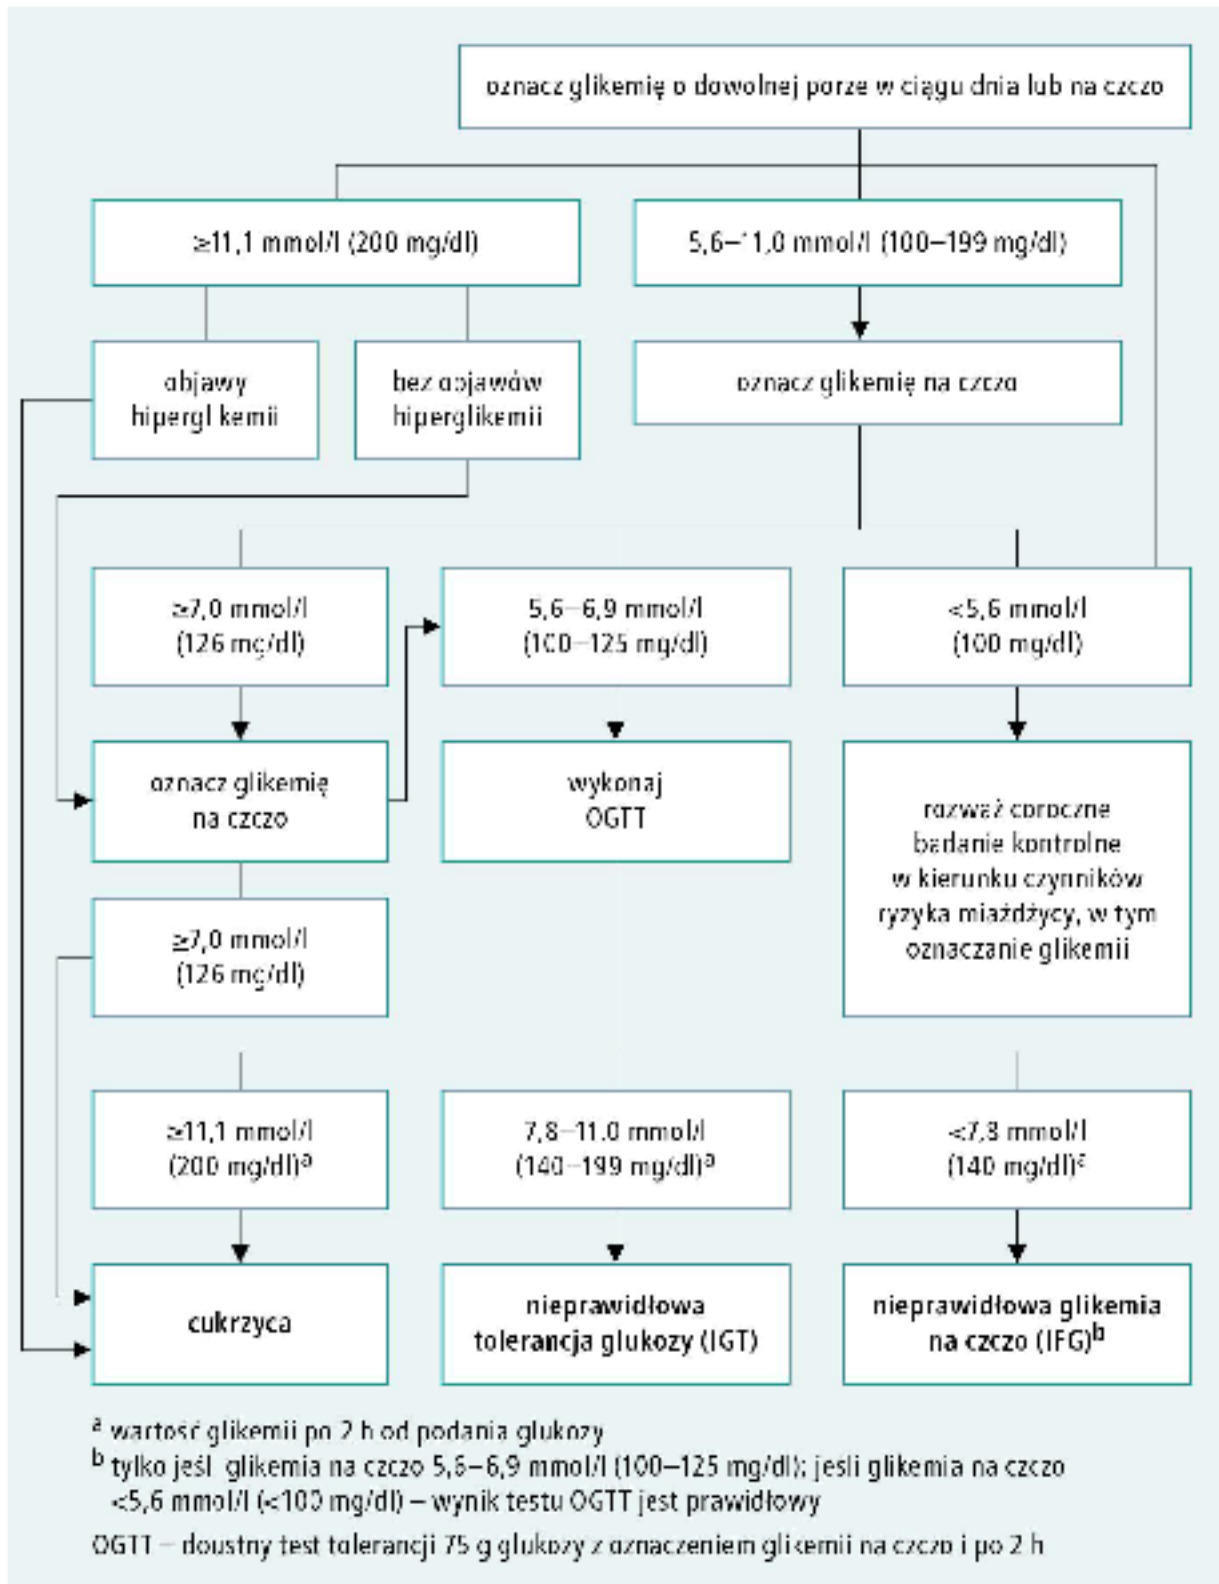 oznacz glikemię o dowolnej porze w ciągu dnia lub na czczo
≥11,1 mmol/l (200 mg/dl)
5,6–11,0 mmol/l (100–199 mg/dl)
objawy
hiperglikemii
bez objawów
hiperglikemii
oznacz glikemię na czczo
≥7,0 mmol/l
(126 mg/dl)
5,6–6,9 mmol/l
(100–125 mg/dl)
<5,6 mmol/l
(100 mg/dl)
oznacz glikemię
na czczo
wykonaj
OGTT
rozważ coroczne
badanie kontrolne
w kierunku czynników
ryzyka miażdżycy, w tym
oznaczanie glikemii
≥7,0 mmol/l
(126 mg/dl)
≥11,1 mmol/l
(200 mg/dl)a
7,8–11.0 mmol/l
(140–199 mg/dl)a
<7,8 mmol/l
(140 mg/dl)a
cukrzyca
nieprawidłowa
tolerancja glukozy (IGT)
nieprawidłowa glikemia
na czczo (IFG)b
a wartość glikemii po 2 h od podania glukozy
b tylko jeśli glikemia na czczo 5,6–6,9 mmol/l (100–125 mg/dl); jeśli glikemia na czczo
<5,6 mmol/l (<100 mg/dl) – wynik testu OGTT jest prawidłowy
OGTT – doustny test tolerancji 75 g glukozy z oznaczeniem glikemii na czczo i po 2 h